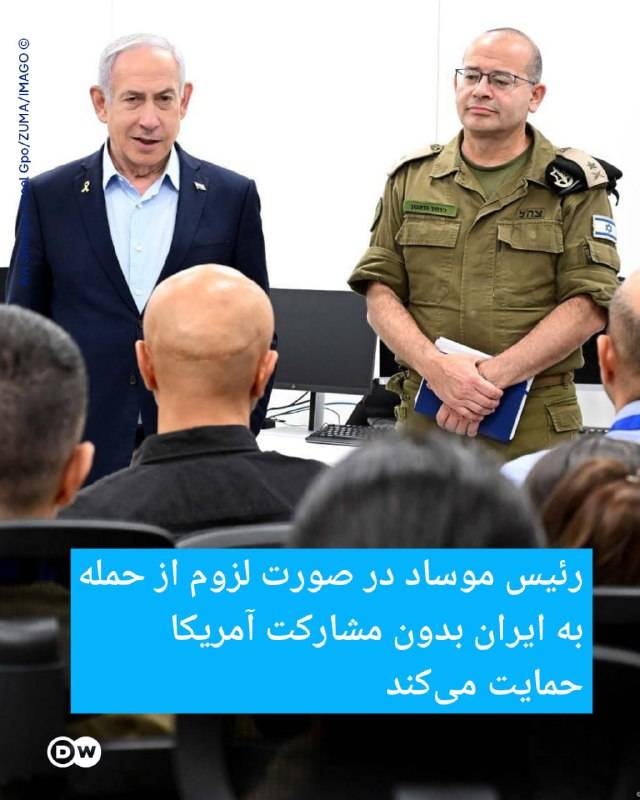 © el Gpo/ZUMA/IMAGO
צה"ל
رئیس موساد در صورت لزوم از حمله
به ایران بدون مشارکت آمریکا
حمایت می‌کند
DW